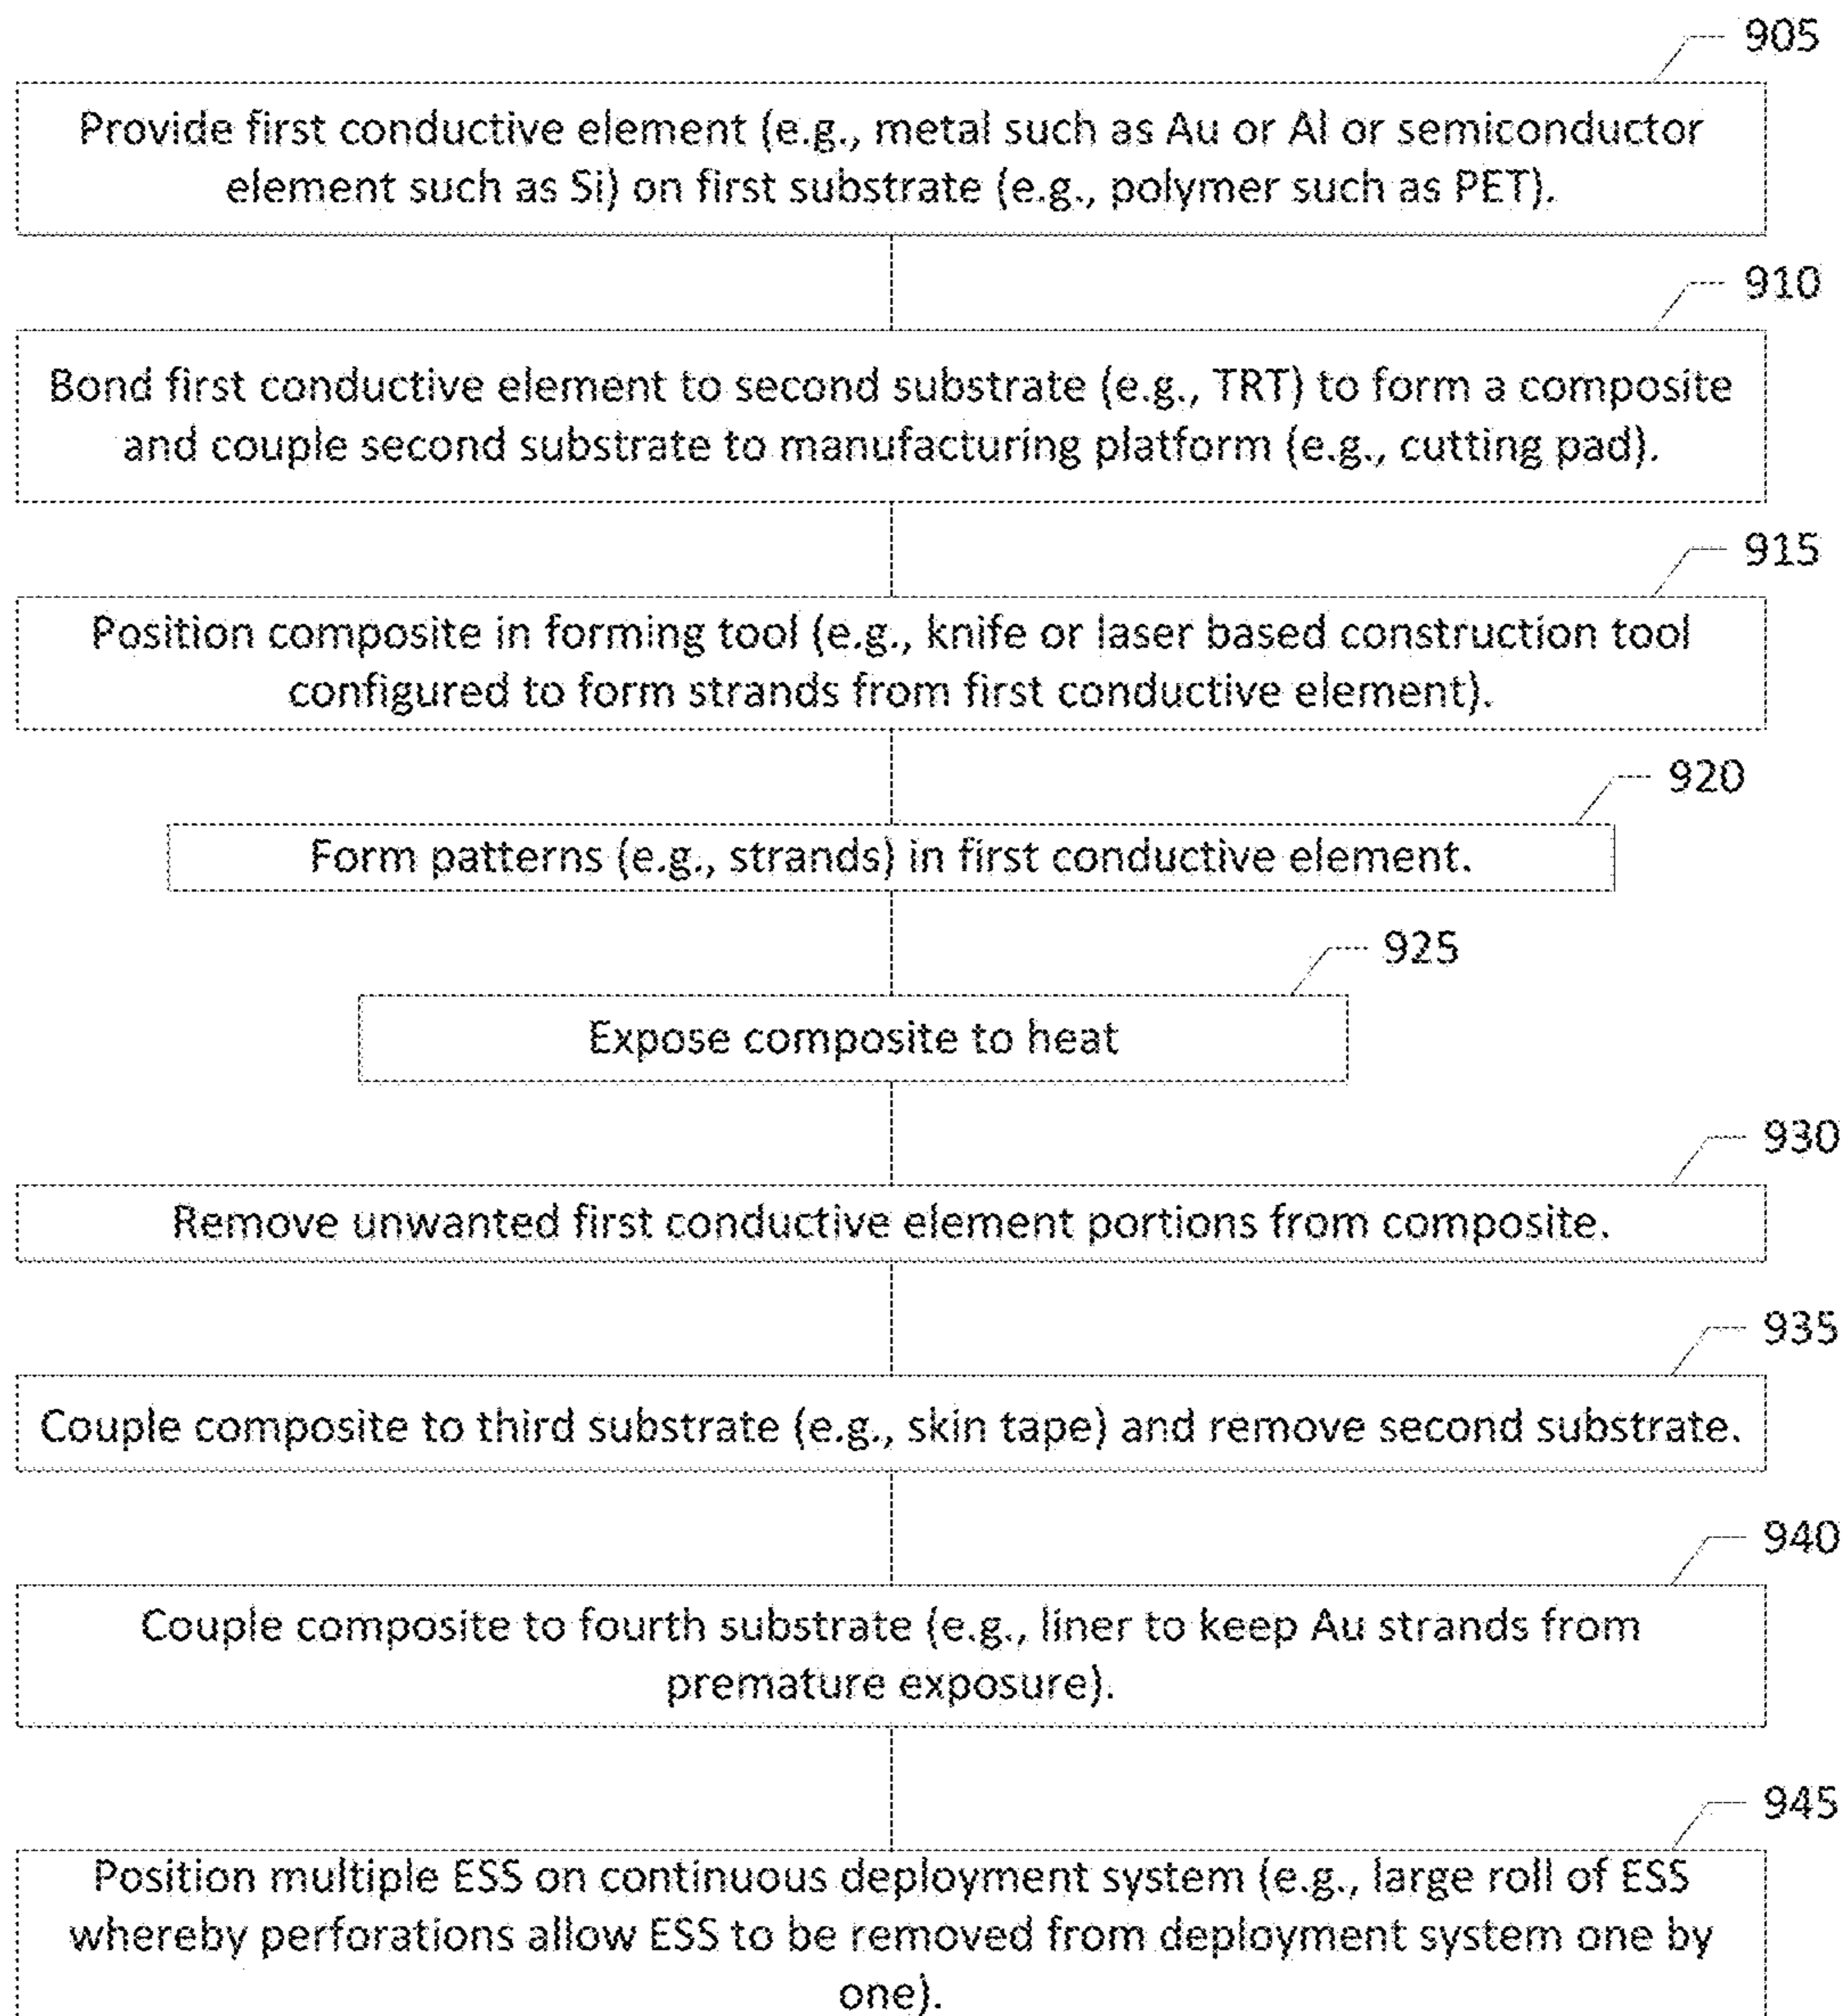 905
Provide first conductive element (e.g., metal such as Au or Al or semiconductor
element such as Si) on first substrate (e.g., polymer such as PET).
910
Bond first conductive element to second substrate (e.g., TRT) to form a composite
and couple second substrate to manufacturing platform (e.g., cutting pad).
915
Position composite in forming tool (e.g., knife or laser based construction tool
configured to form strands from first conductive element).
920
Form patterns (e.g., strands) in first conductive element.
925
Expose composite to heat
930
Remove unwanted first conductive element portions from composite.
935
Couple composite to third substrate (e.g., skin tape) and remove second substrate.
940
Couple composite to fourth substrate (e.g., liner to keep Au strands from
premature exposure).
945
Position multiple ESS on continuous deployment system (e.g., large roll of ESS
whereby perforations allow ESS to be removed from deployment system one by
one).